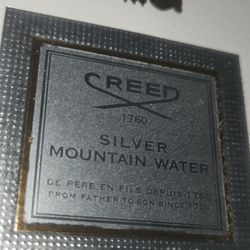 CREED
1760
SILVER
MOUNTAIN WATER
DE PERE EN FILS DEPUIS 1760
FROM FATHER TO SON SINCE 1760